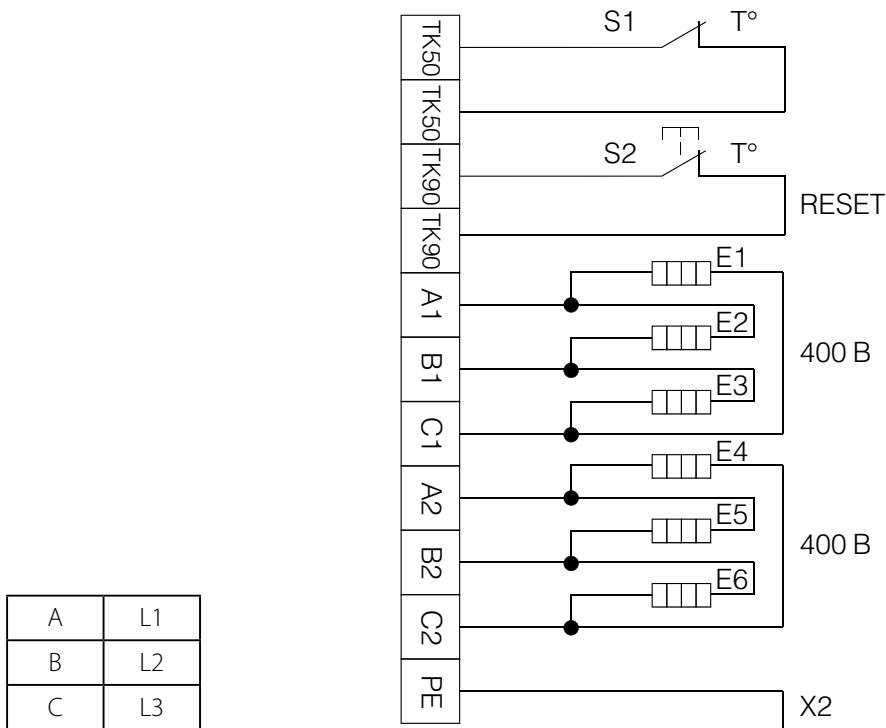 S1 T°
TK50
TK50
S2 T°
TK90
RESET
TK90
E1
A1
E2
400 В
B1
E3
C1
E4
A2
E5
400 В
B2
E6
C2
PE
X2
A L1
B L2
C L3